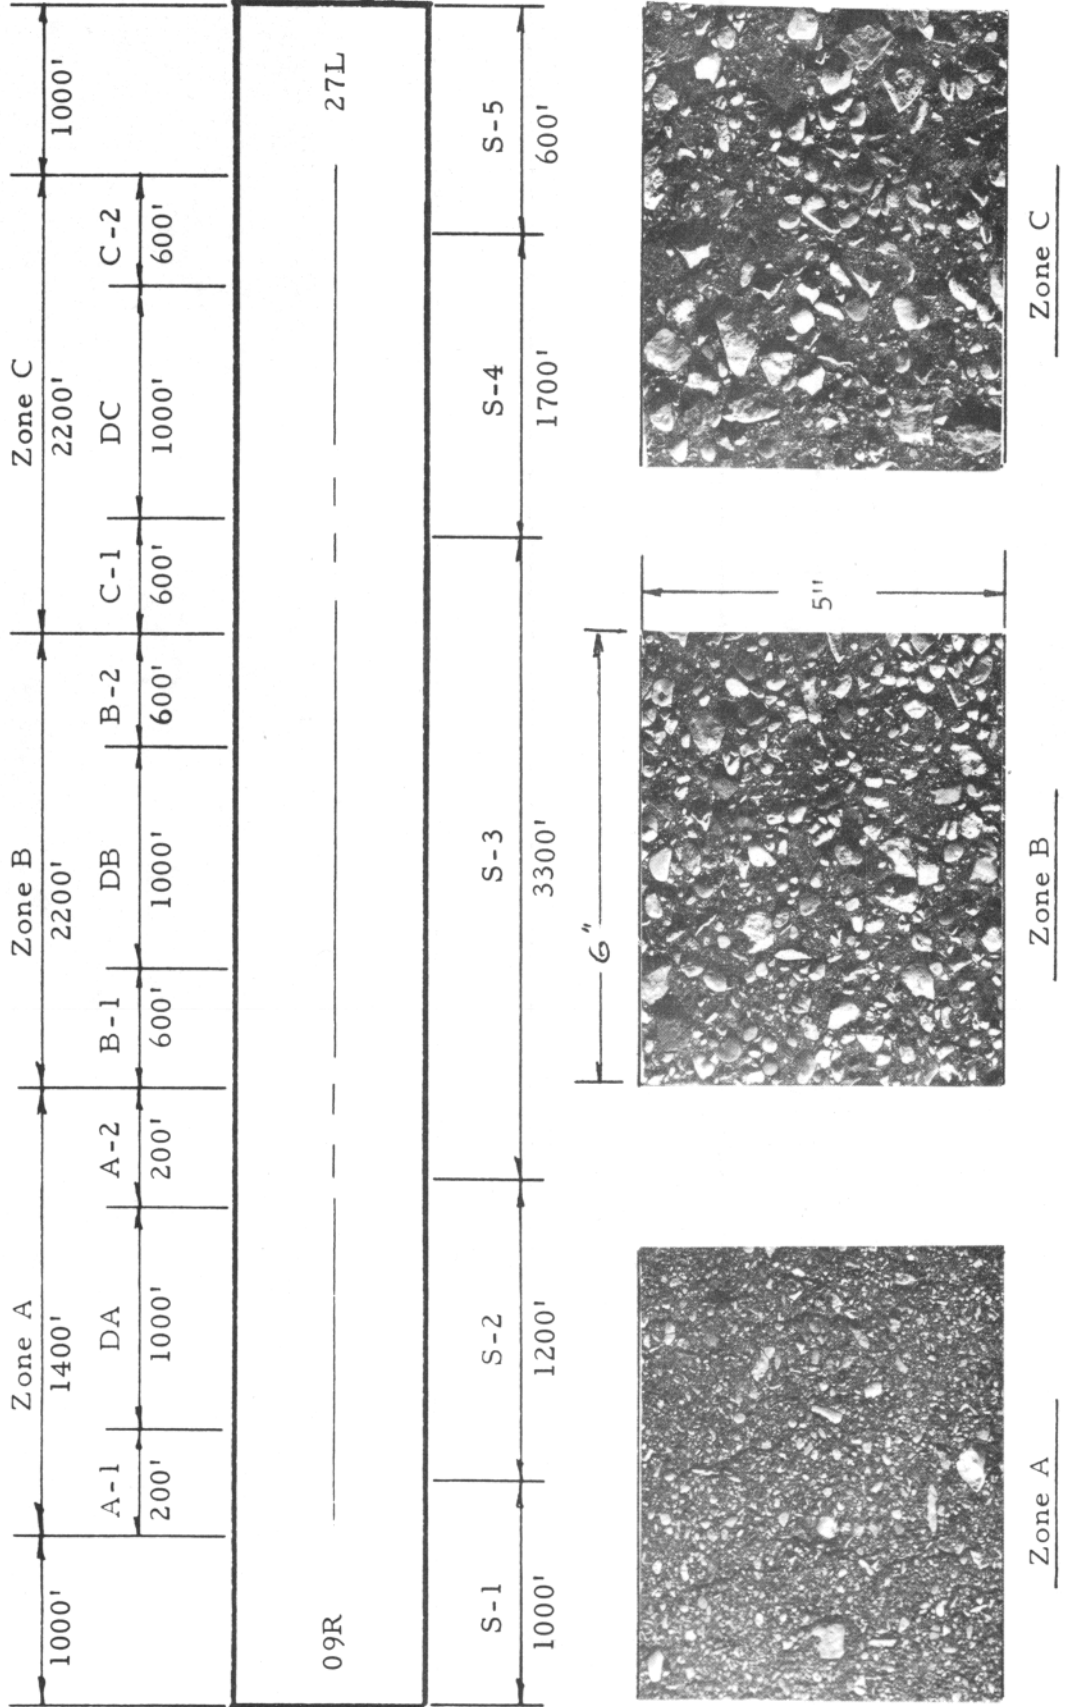 1000' Zone A Zone B Zone C 1000'
1400' 2200' 2200'
A-1 DA A-2 B-1 DB B-2 C-1 DC C-2
200' 1000' 200' 600' 1000' 600' 600' 1000' 600'
09R 27L
S-1 S-2 S-3 S-4 S-5
1000' 1200' 3300' 1700' 600'
6"
5"
Zone A Zone B Zone C